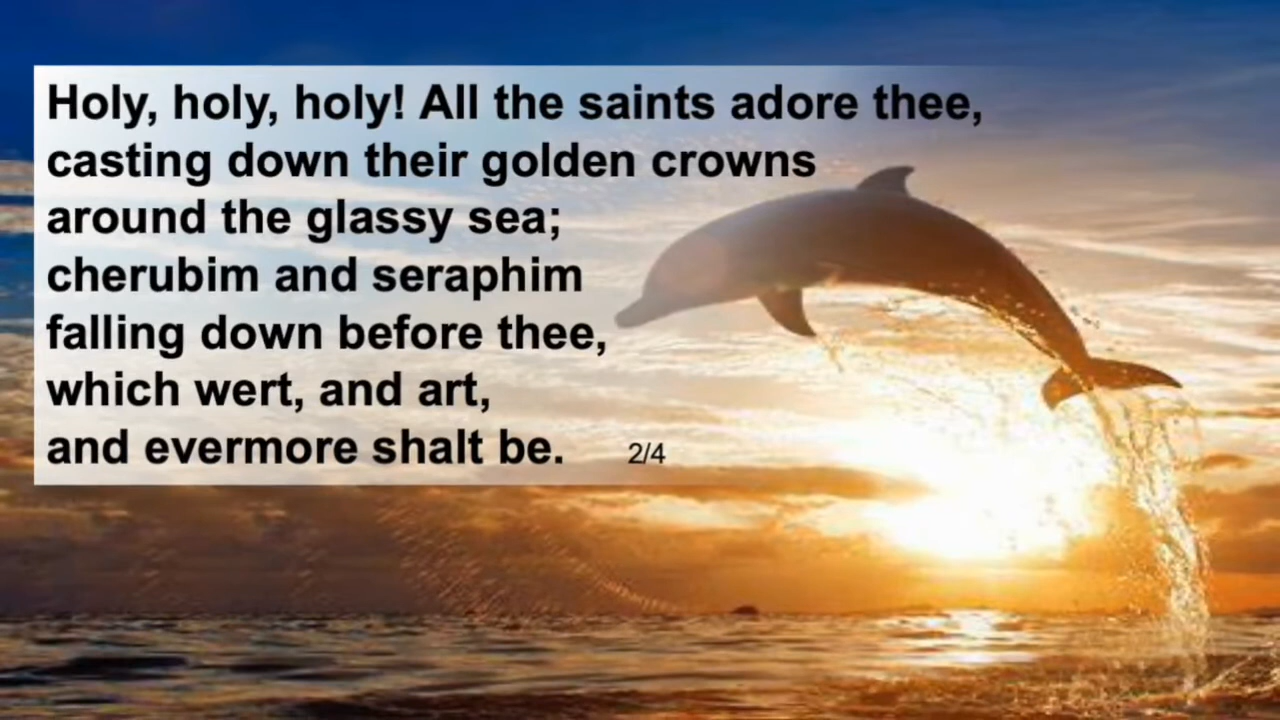 Holy, holy, holy! All the saints adore thee,
casting down their golden crowns
around the glassy sea;
cherubim and seraphim
falling down before thee,
which wert, and art,
and evermore shalt be. 2/4